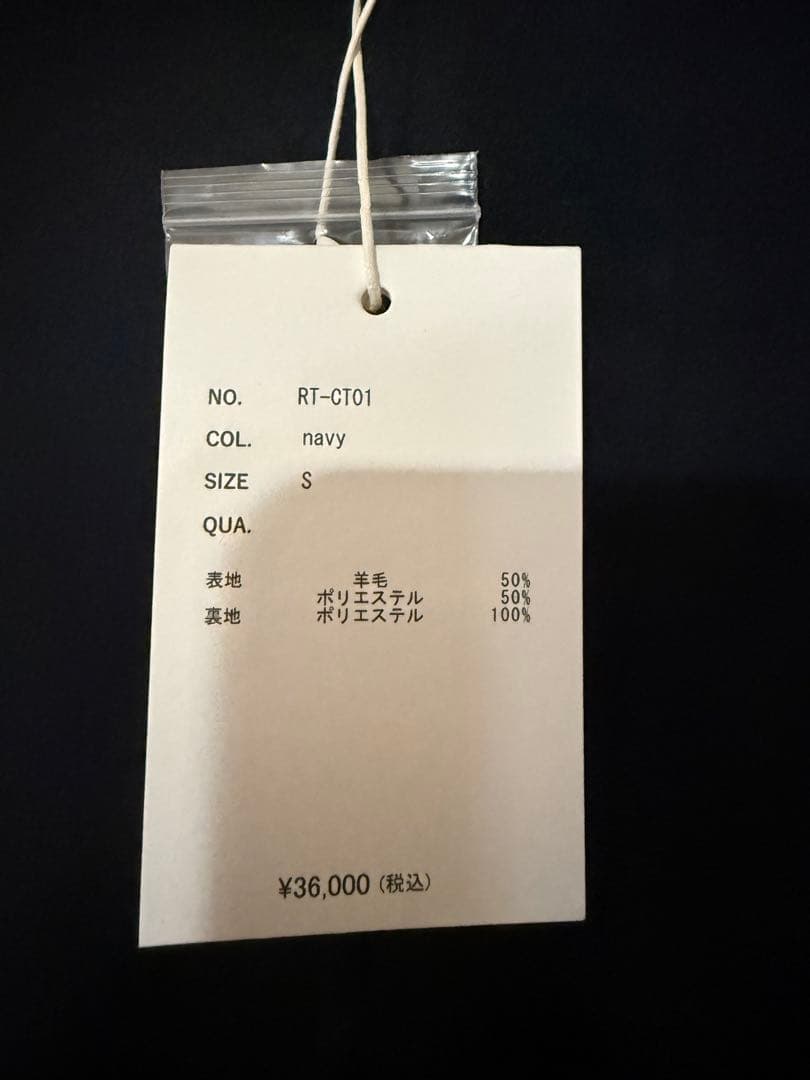 NO. RT-CT01
COL. navy
SIZE S
QUA.
表地 羊毛 50%
ポリエステル 50%
裏地 ポリエステル 100%
¥36,000 (税込)